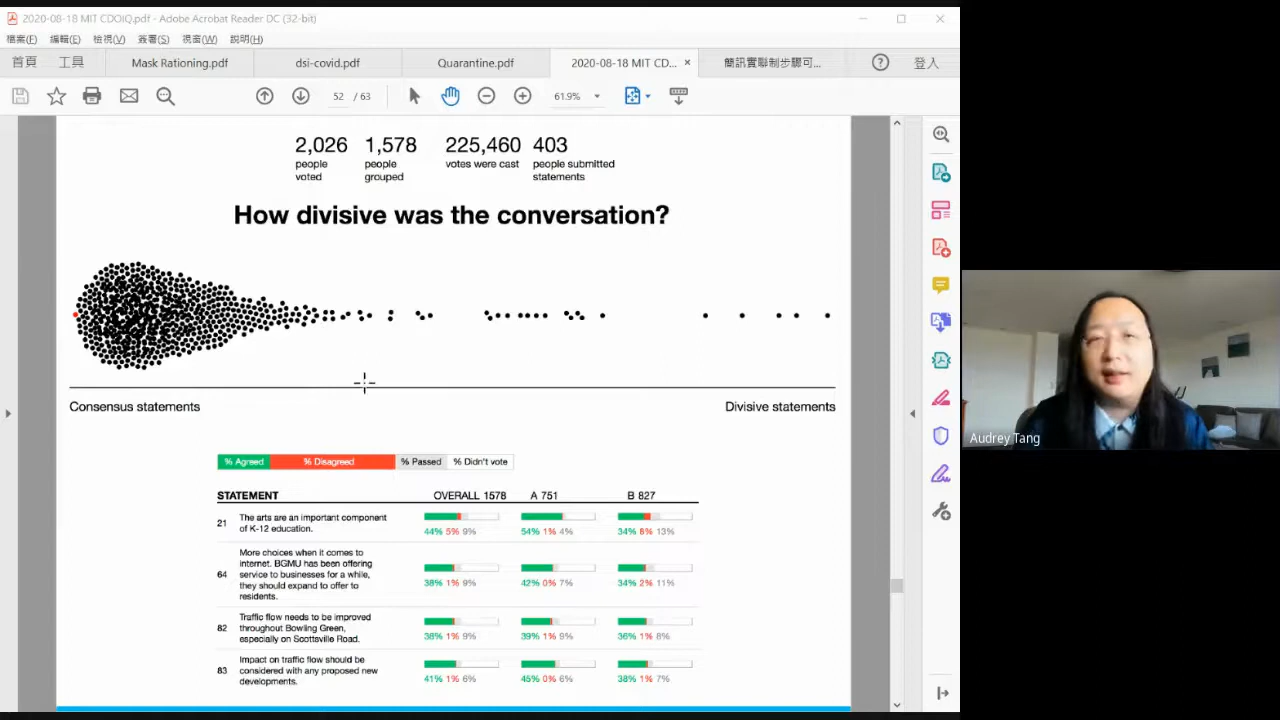 2020-08-18 MIT CDOIQ.pdf - Adobe Acrobat Reader DC (32-bit)
檔案(F) 編輯(E) 檢視(V) 簽署(S) 視窗(W) 說明(H)
首頁 工具 Mask Rationing.pdf dsi-covid.pdf Quarantine.pdf 2020-08-18 MIT CD... × 簡訊實聯制步驟可... 登入
52 / 63 61.9%
2,026 1,578 225,460 403
people people votes were cast people submitted
voted grouped statements
How divisive was the conversation?
Consensus statements Divisive statements
% Agreed % Disagreed % Passed % Didn't vote
STATEMENT OVERALL 1578 A 751 B 827
21 The arts are an important component
of K-12 education.
44% 5% 9% 54% 1% 4% 34% 8% 13%
More choices when it comes to
internet. BGMU has been offering
64 service to businesses for a while,
they should expand to offer to
residents.
38% 1% 9% 42% 0% 7% 34% 2% 11%
Traffic flow needs to be improved
82 throughout Bowling Green,
especially on Scottsville Road.
38% 1% 9% 39% 1% 9% 36% 1% 8%
Impact on traffic flow should be
83 considered with any proposed new
developments.
41% 1% 6% 45% 0% 6% 38% 1% 7%
Audrey Tang